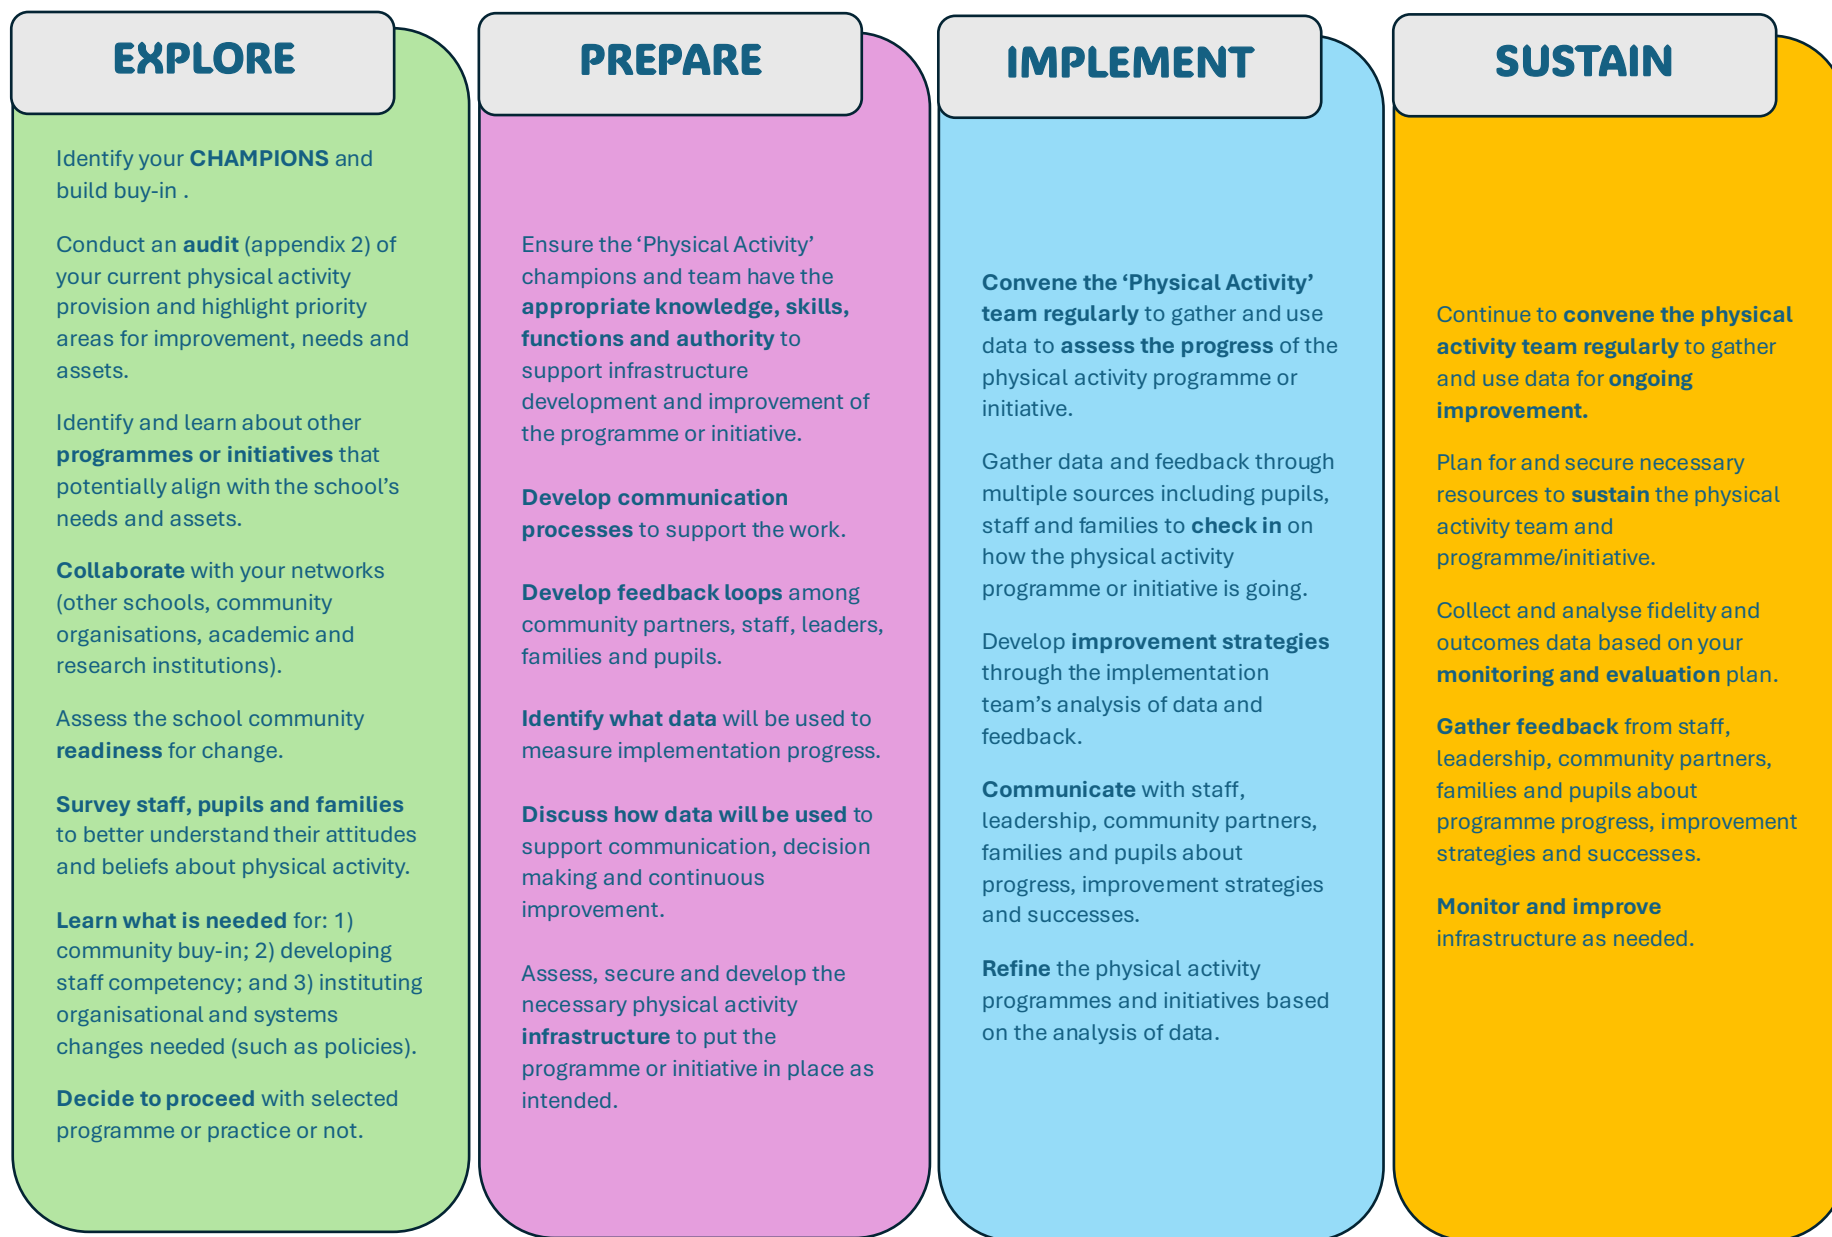 EXPLORE
Identify your CHAMPIONS and
build buy-in .
Conduct an audit (appendix 2) of
your current physical activity
provision and highlight priority
areas for improvement, needs and
assets.
Identify and learn about other
programmes or initiatives that
potentially align with the school’s
needs and assets.
Collaborate with your networks
(other schools, community
organisations, academic and
research institutions).
Assess the school community
readiness for change.
Survey staff, pupils and families
to better understand their attitudes
and beliefs about physical activity.
Learn what is needed for: 1)
community buy-in; 2) developing
staff competency; and 3) instituting
organisational and systems
changes needed (such as policies).
Decide to proceed with selected
programme or practice or not.
PREPARE
Ensure the ‘Physical Activity’
champions and team have the
appropriate knowledge, skills,
functions and authority to
support infrastructure
development and improvement of
the programme or initiative.
Develop communication
processes to support the work.
Develop feedback loops among
community partners, staff, leaders,
families and pupils.
Identify what data will be used to
measure implementation progress.
Discuss how data will be used to
support communication, decision
making and continuous
improvement.
Assess, secure and develop the
necessary physical activity
infrastructure to put the
programme or initiative in place as
intended.
IMPLEMENT
Convene the ‘Physical Activity’
team regularly to gather and use
data to assess the progress of the
physical activity programme or
initiative.
Gather data and feedback through
multiple sources including pupils,
staff and families to check in on
how the physical activity
programme or initiative is going.
Develop improvement strategies
through the implementation
team’s analysis of data and
feedback.
Communicate with staff,
leadership, community partners,
families and pupils about
progress, improvement strategies
and successes.
Refine the physical activity
programmes and initiatives based
on the analysis of data.
SUSTAIN
Continue to convene the physical
activity team regularly to gather
and use data for ongoing
improvement.
Plan for and secure necessary
resources to sustain the physical
activity team and
programme/initiative.
Collect and analyse fidelity and
outcomes data based on your
monitoring and evaluation plan.
Gather feedback from staff,
leadership, community partners,
families and pupils about
programme progress, improvement
strategies and successes.
Monitor and improve
infrastructure as needed.